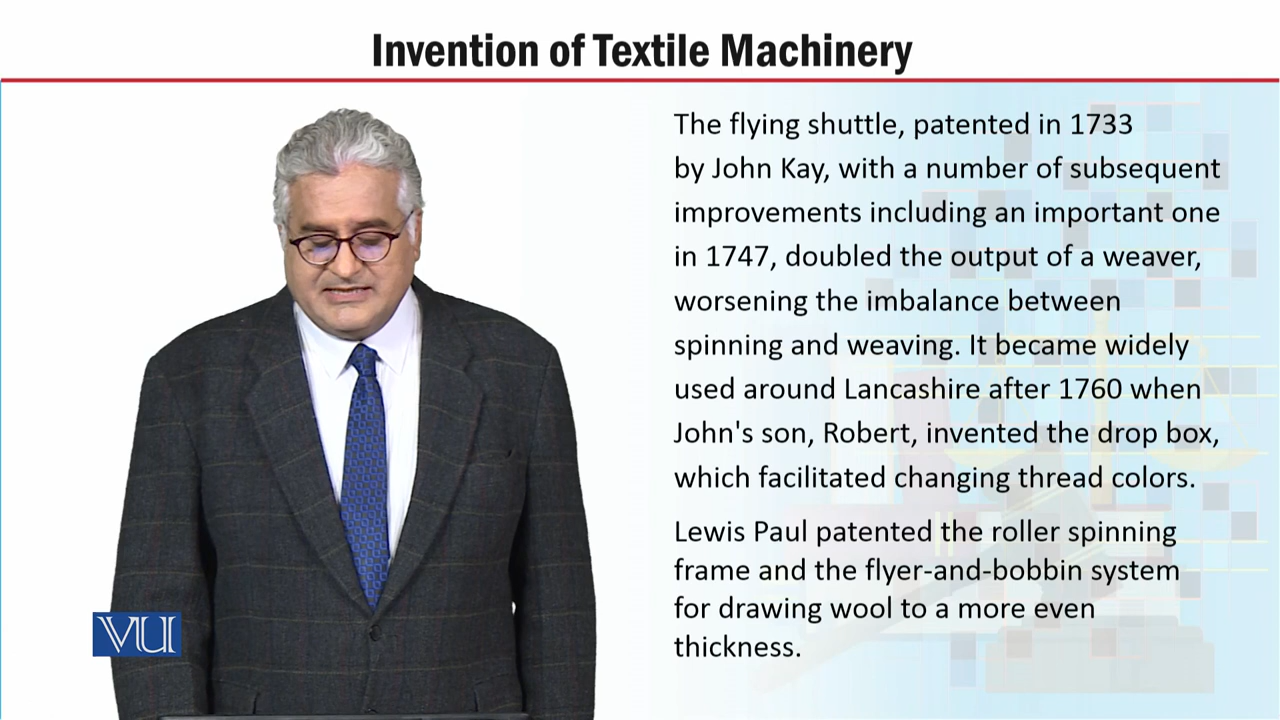 Invention of Textile Machinery
The flying shuttle, patented in 1733
by John Kay, with a number of subsequent
improvements including an important one
in 1747, doubled the output of a weaver,
worsening the imbalance between
spinning and weaving. It became widely
used around Lancashire after 1760 when
John's son, Robert, invented the drop box,
which facilitated changing thread colors.
Lewis Paul patented the roller spinning
frame and the flyer-and-bobbin system
for drawing wool to a more even
thickness.
VU